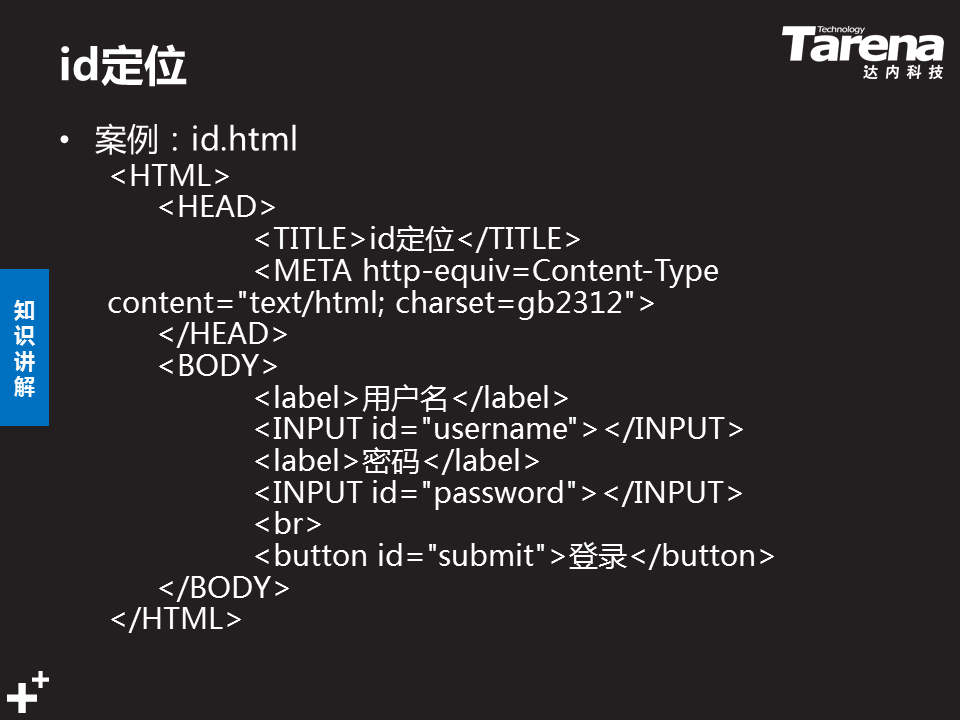 id定位
Technology
Tarena
达内科技
• 案例：id.html
<HTML>
<HEAD>
<TITLE>id定位</TITLE>
<META http-equiv=Content-Type
content="text/html; charset=gb2312">
</HEAD>
<BODY>
<label>用户名</label>
<INPUT id="username"></INPUT>
<label>密码</label>
<INPUT id="password"></INPUT>
<br>
<button id="submit">登录</button>
</BODY>
</HTML>
知识讲解